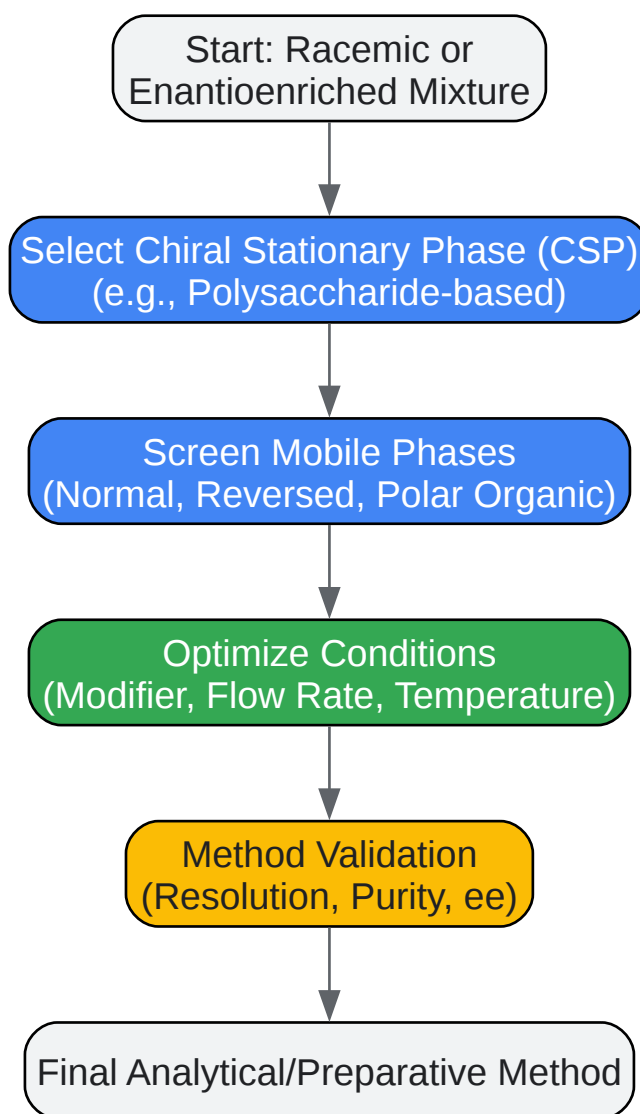 Start: Racemic or
Enantioenriched Mixture
Select Chiral Stationary Phase (CSP)
(e.g., Polysaccharide-based)
Screen Mobile Phases
(Normal, Reversed, Polar Organic)
Optimize Conditions
(Modifier, Flow Rate, Temperature)
Method Validation
(Resolution, Purity, ee)
Final Analytical/Preparative Method